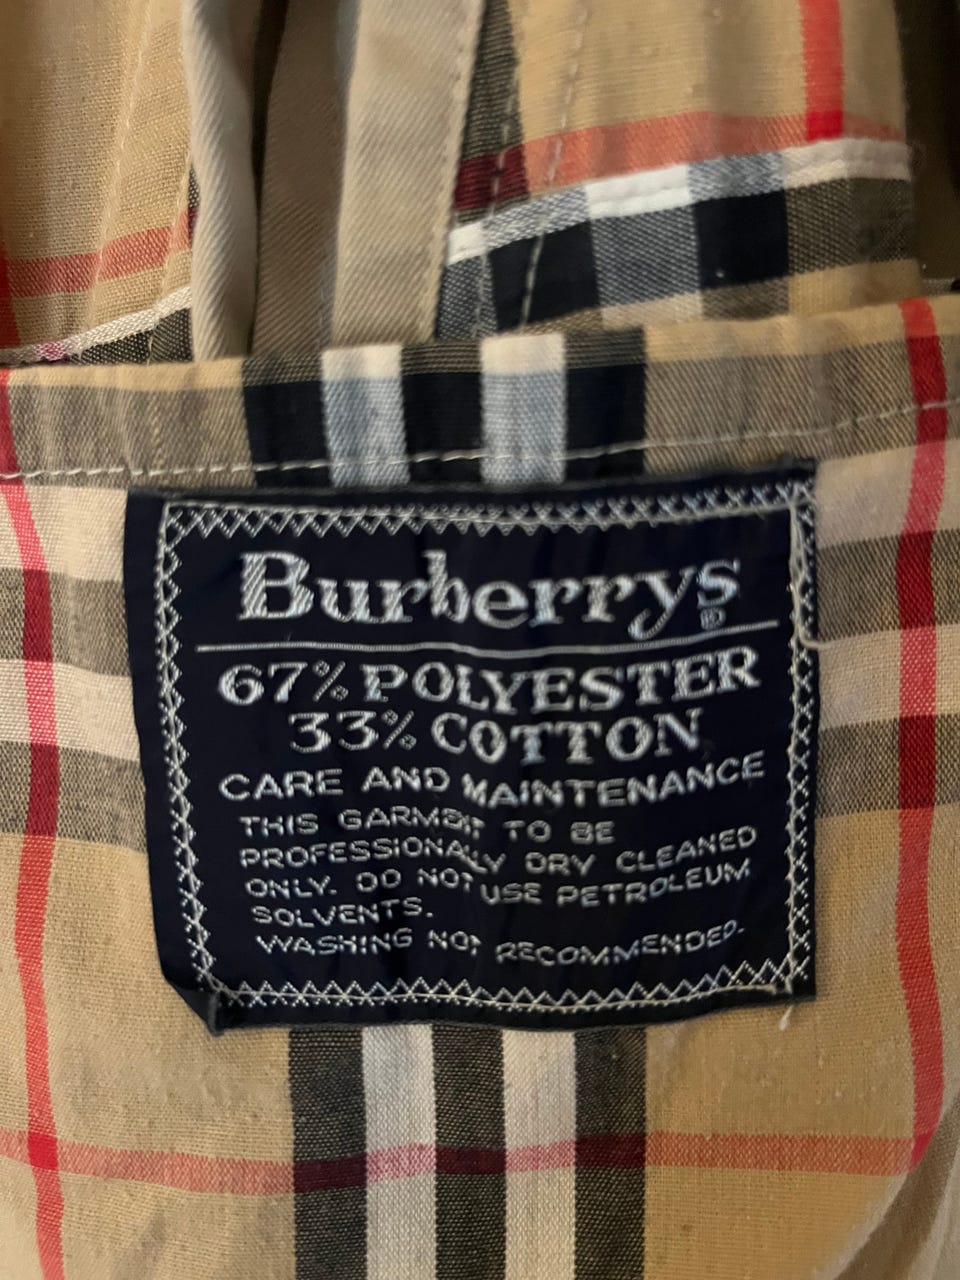 Burberrys®
67% POLYESTER
33% COTTON
CARE AND MAINTENANCE
THIS GARMENT TO BE
PROFESSIONALLY DRY CLEANED
ONLY. DO NOT USE PETROLEUM
SOLVENTS.
WASHING NOT RECOMMENDED.